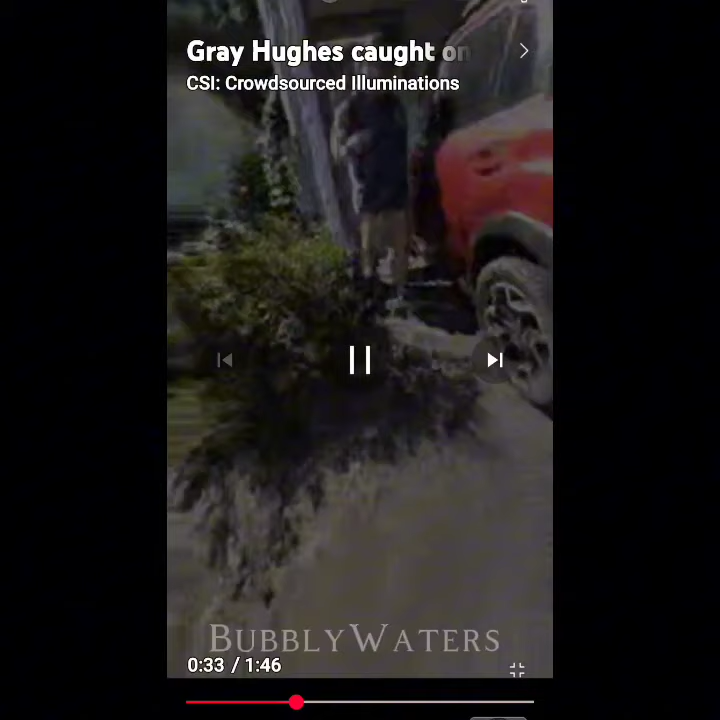 Gray Hughes caught on
CSI: Crowdsourced Illuminations
BUBBLYWATERS
0:33 / 1:46